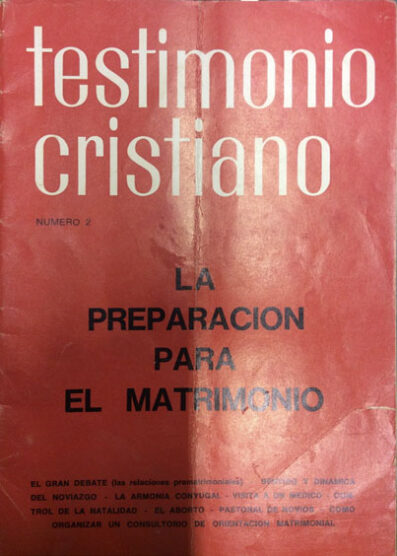 testimonio
cristiano
NUMERO 2
LA
PREPARACION
PARA
EL MATRIMONIO
EL GRAN DEBATE (las relaciones prematrimoniales) - SENTIDO Y DINAMICA
DEL NOVIAZGO - LA ARMONIA CONYUGAL - VISITA A UN MEDICO - CON-
TROL DE LA NATALIDAD - EL ABORTO - PASTORAL DE NOVIOS - COMO
ORGANIZAR UN CONSULTORIO DE ORIENTACION MATRIMONIAL